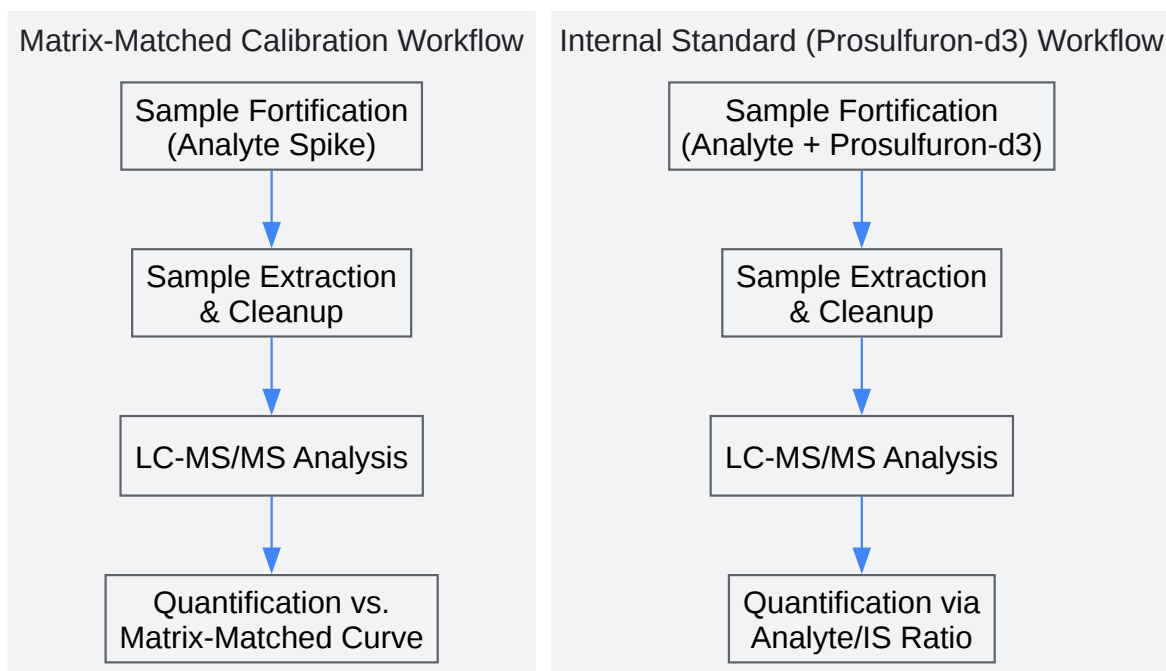 Matrix-Matched Calibration Workflow
Sample Fortification
(Analyte Spike)
Sample Extraction
& Cleanup
LC-MS/MS Analysis
Quantification vs.
Matrix-Matched Curve
Internal Standard (Prosulfuron-d3) Workflow
Sample Fortification
(Analyte + Prosulfuron-d3)
Sample Extraction
& Cleanup
LC-MS/MS Analysis
Quantification via
Analyte/IS Ratio